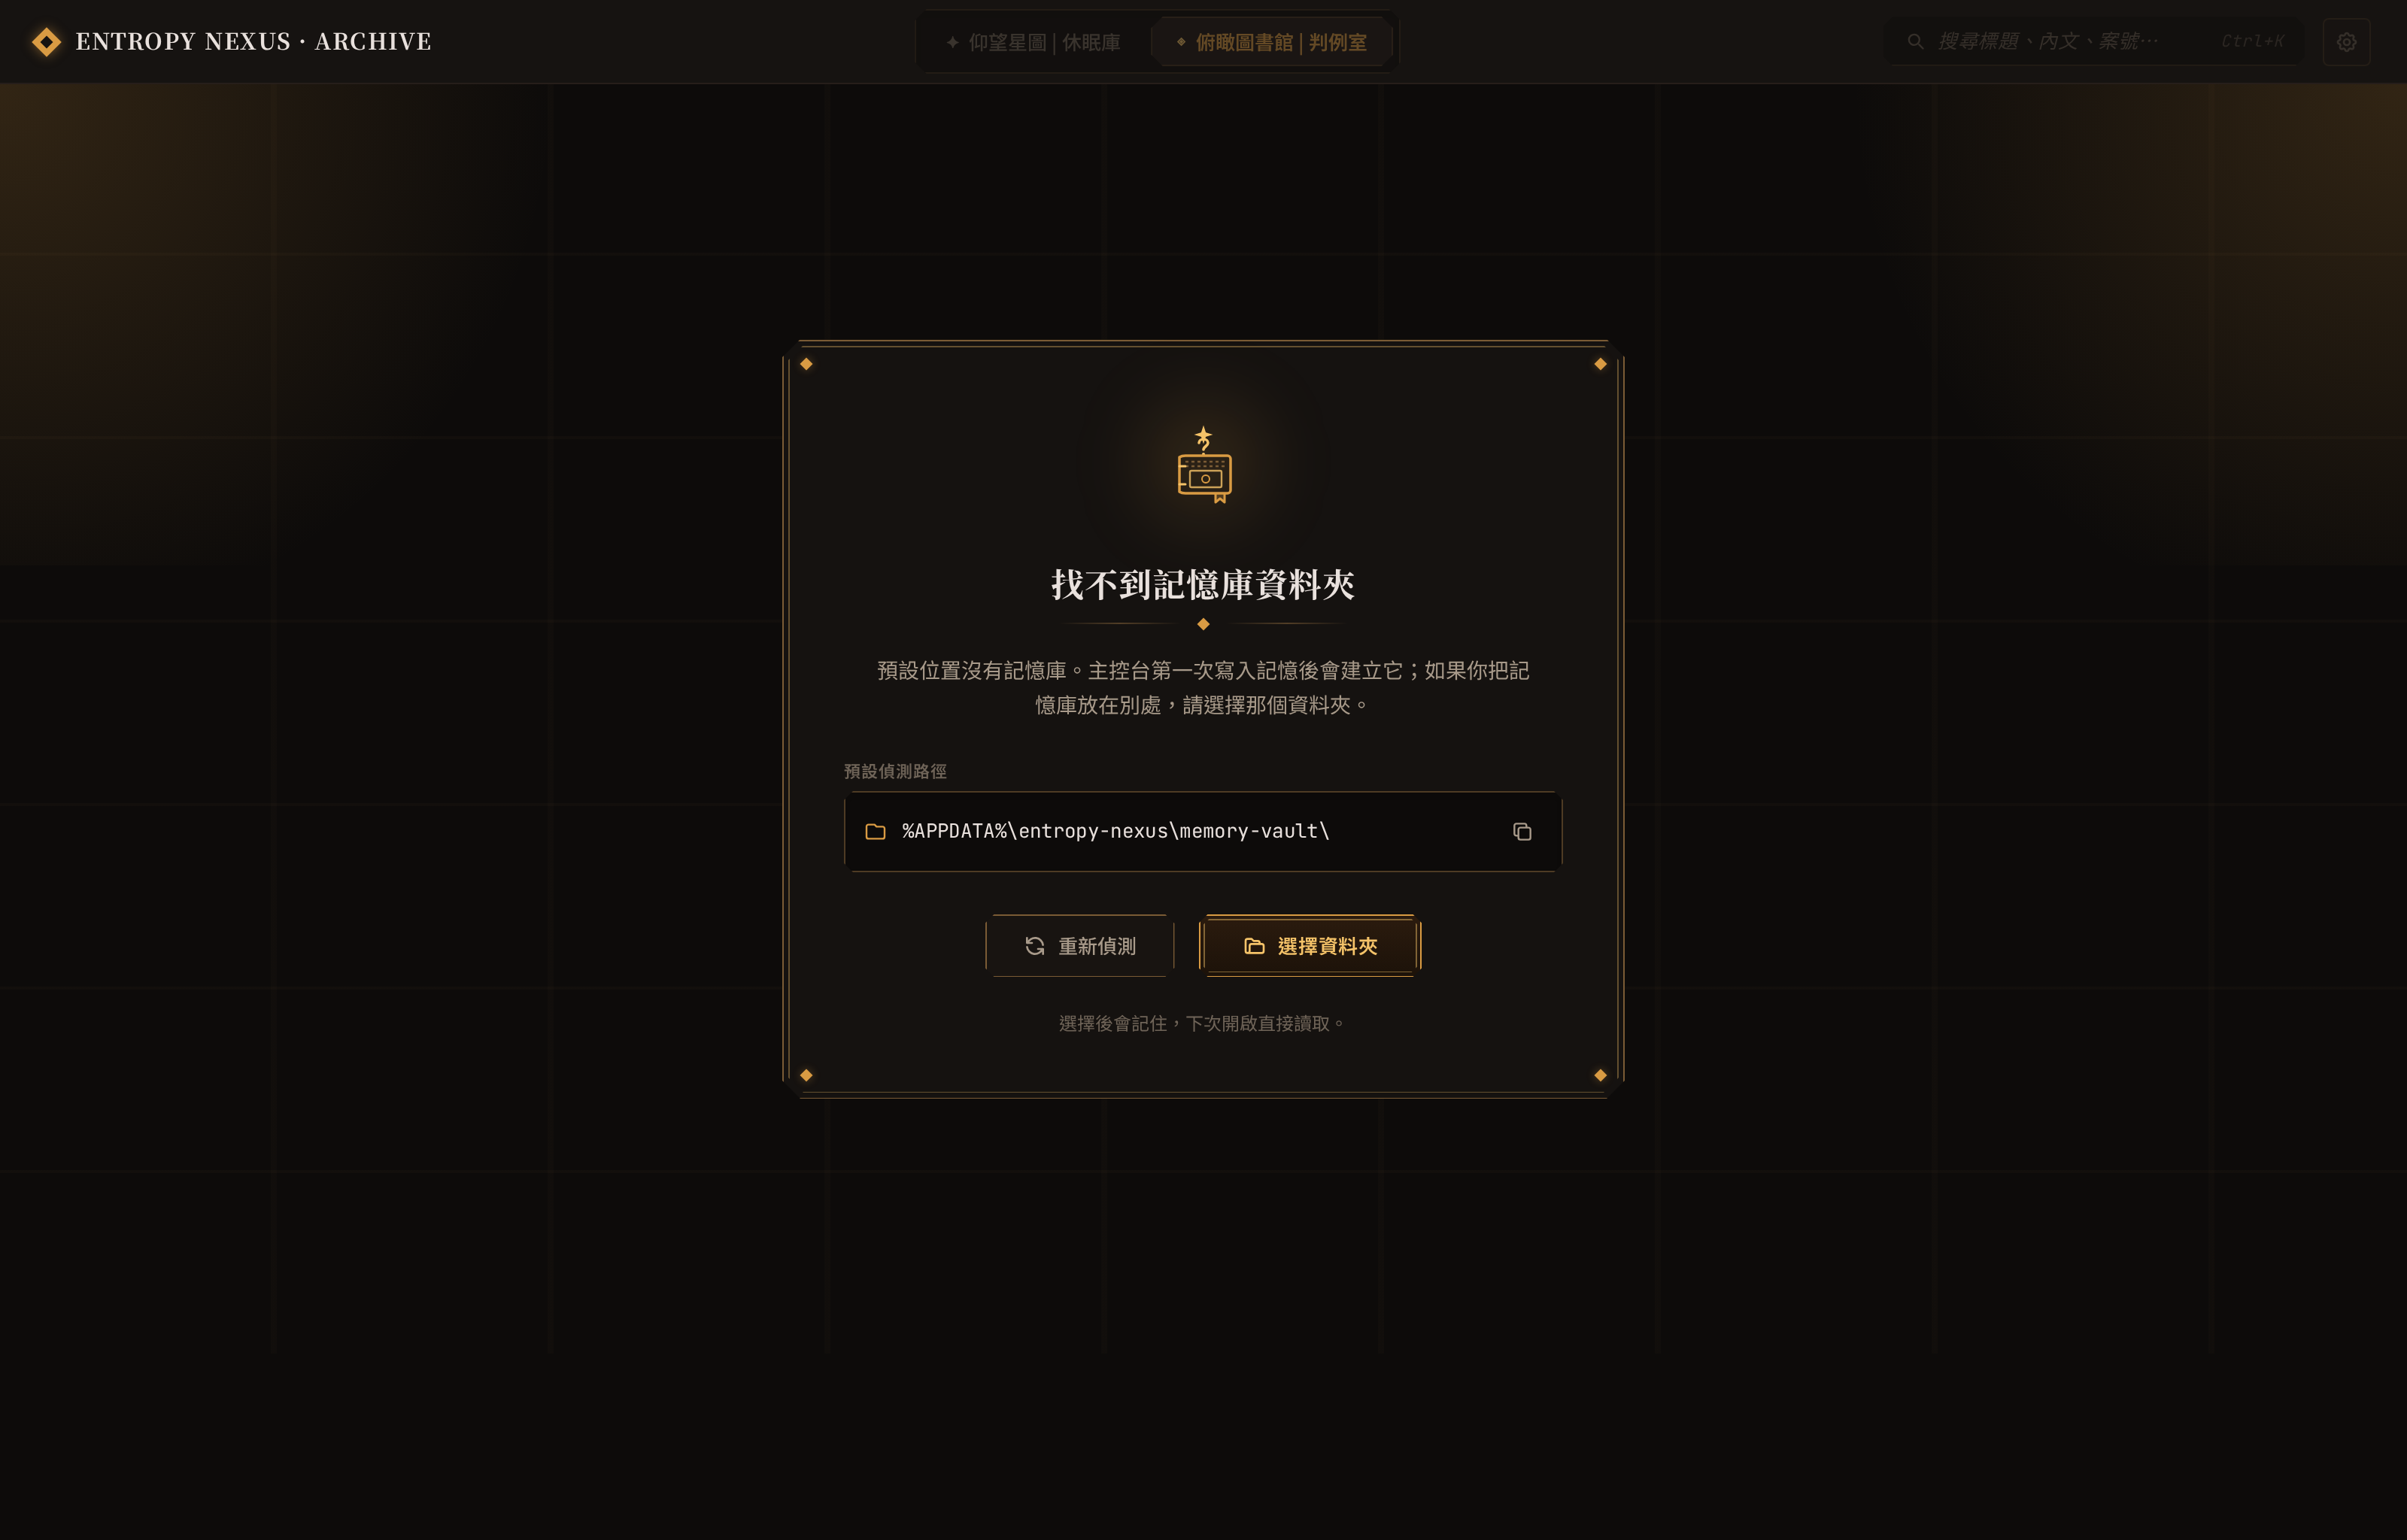 ENTROPY NEXUS · ARCHIVE
仰望星圖 | 休眠庫
俯瞰圖書館 | 判例室
搜尋標題、內文、案號… Ctrl+K
找不到記憶庫資料夾
預設位置沒有記憶庫。主控台第一次寫入記憶後會建立它；如果你把記
憶庫放在別處，請選擇那個資料夾。
預設偵測路徑
%APPDATA%\entropy-nexus\memory-vault\
重新偵測
選擇資料夾
選擇後會記住，下次開啟直接讀取。